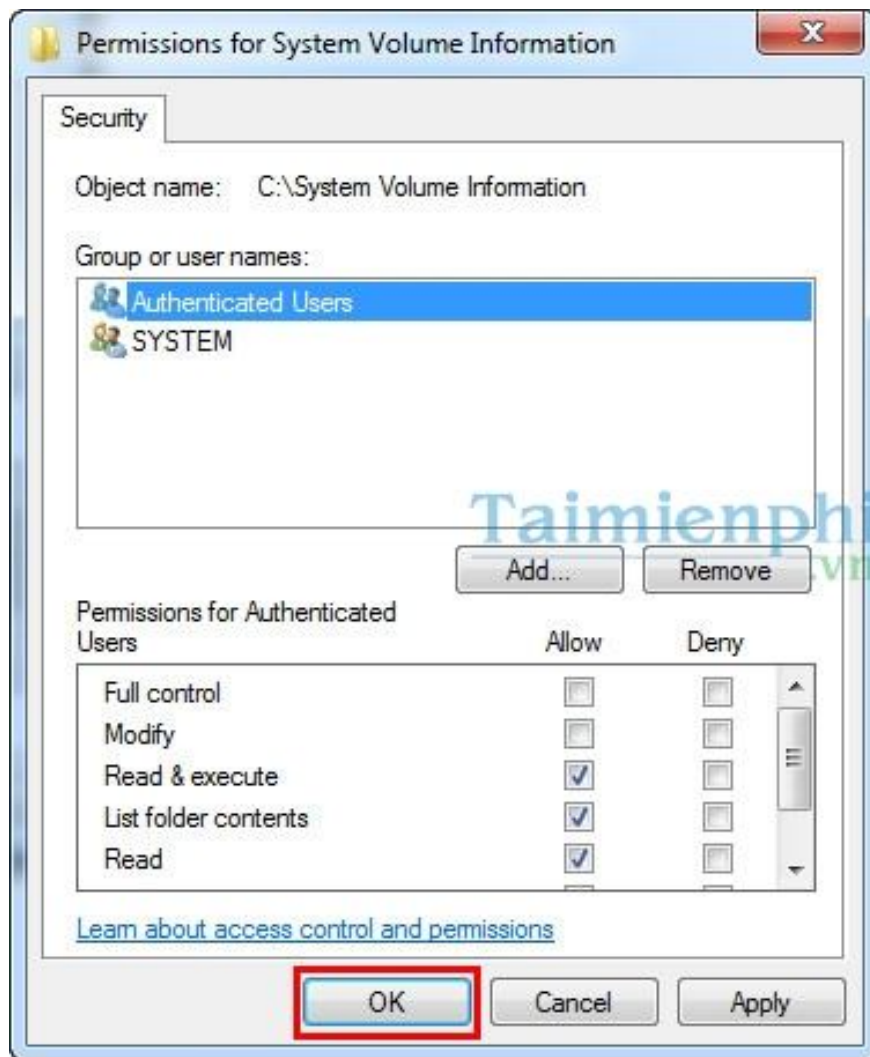 Permissions for System Volume Information
Security
Object name: C:\System Volume Information
Group or user names:
Authenticated Users
SYSTEM
Taimienphi
.vn
Add... Remove
Permissions for Authenticated
Users Allow Deny
Full control
Modify
Read & execute
List folder contents
Read
Learn about access control and permissions
OK Cancel Apply